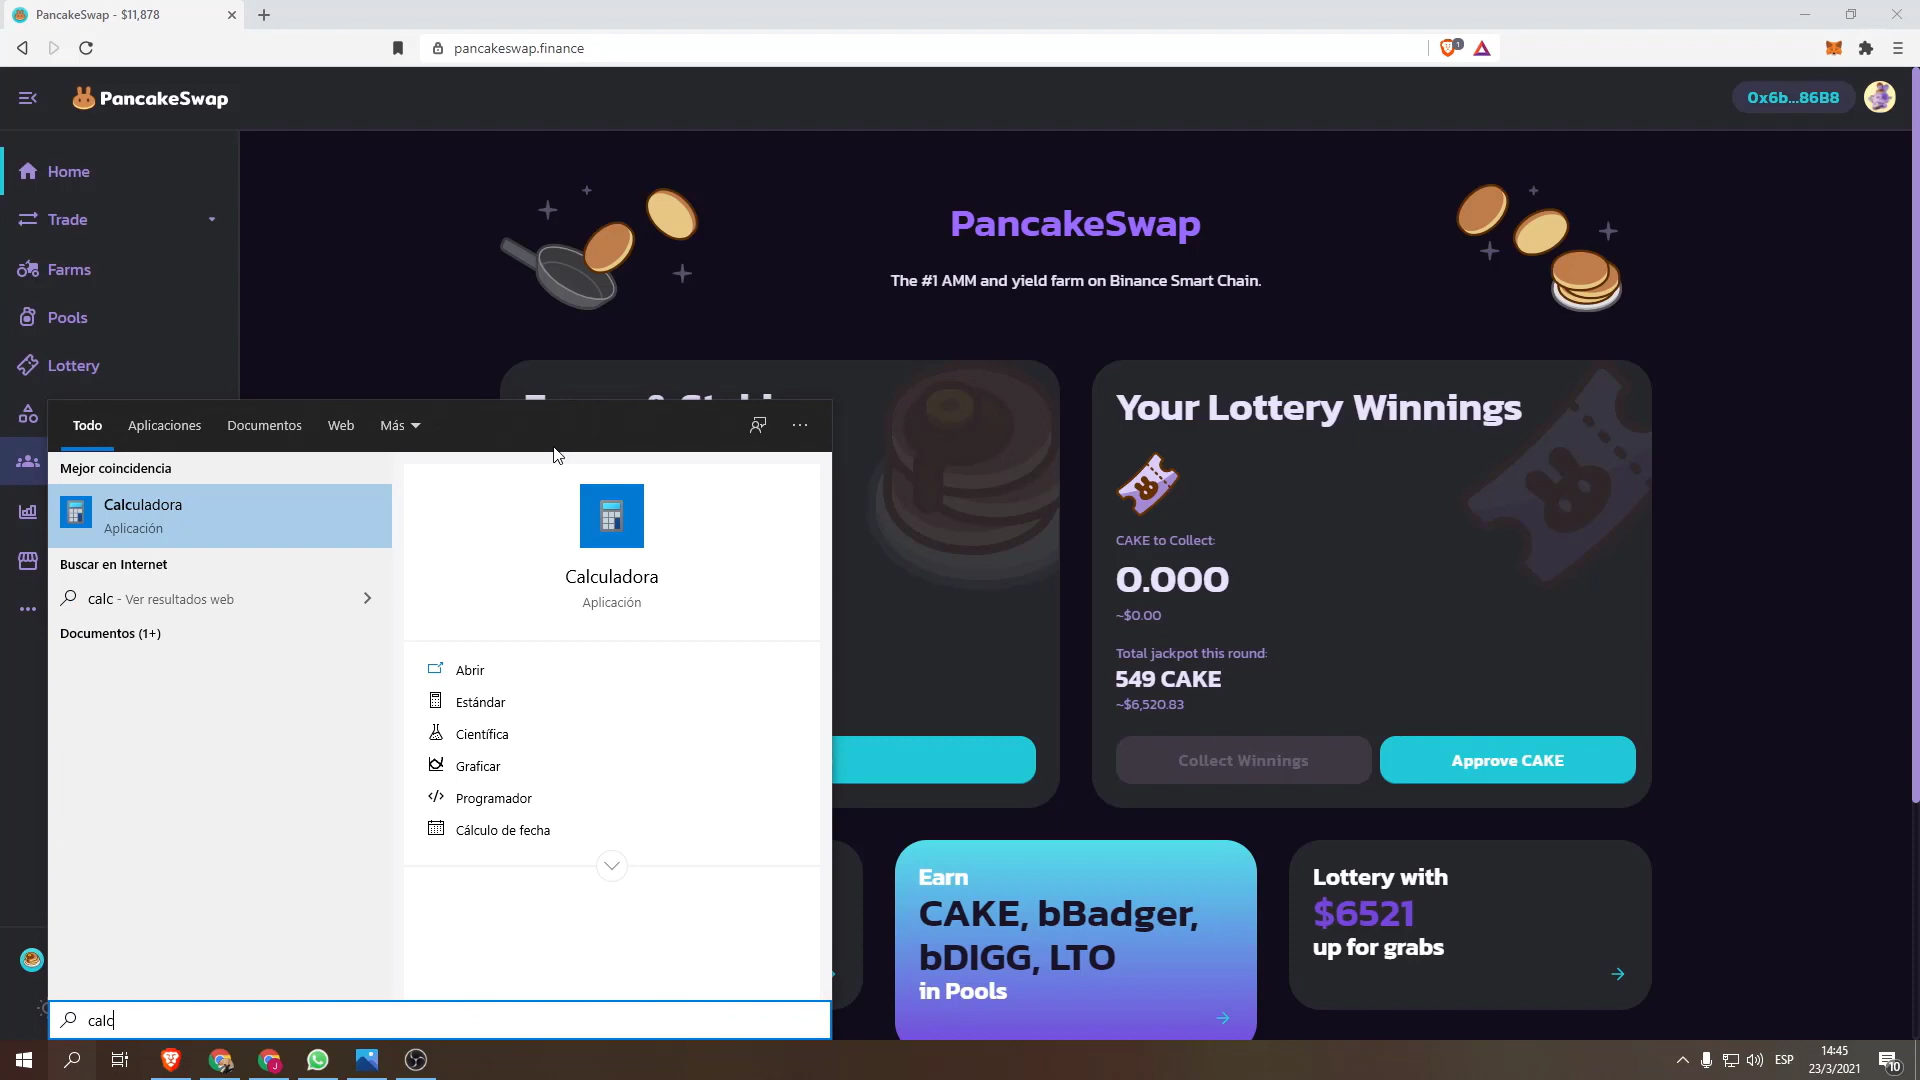 PancakeSwap - $11,878
pancakeswap.finance
1
PancakeSwap
0x6b...86B8
Home
Trade
Farms
Pools
Lottery
PancakeSwap
The #1 AMM and yield farm on Binance Smart Chain.
Your Lottery Winnings
CAKE to Collect:
0.000
~$0.00
Total jackpot this round:
549 CAKE
~$6,520.83
Collect Winnings
Approve CAKE
Earn
CAKE, bBadger,
bDIGG, LTO
in Pools
Lottery with
$6521
up for grabs
Todo
Aplicaciones
Documentos
Web
Más
Mejor coincidencia
Calculadora
Aplicación
Buscar en Internet
calc - Ver resultados web
Documentos (1+)
Calculadora
Aplicación
Abrir
Estándar
Científica
Graficar
Programador
Cálculo de fecha
calc
ESP
14:45
23/3/2021
10